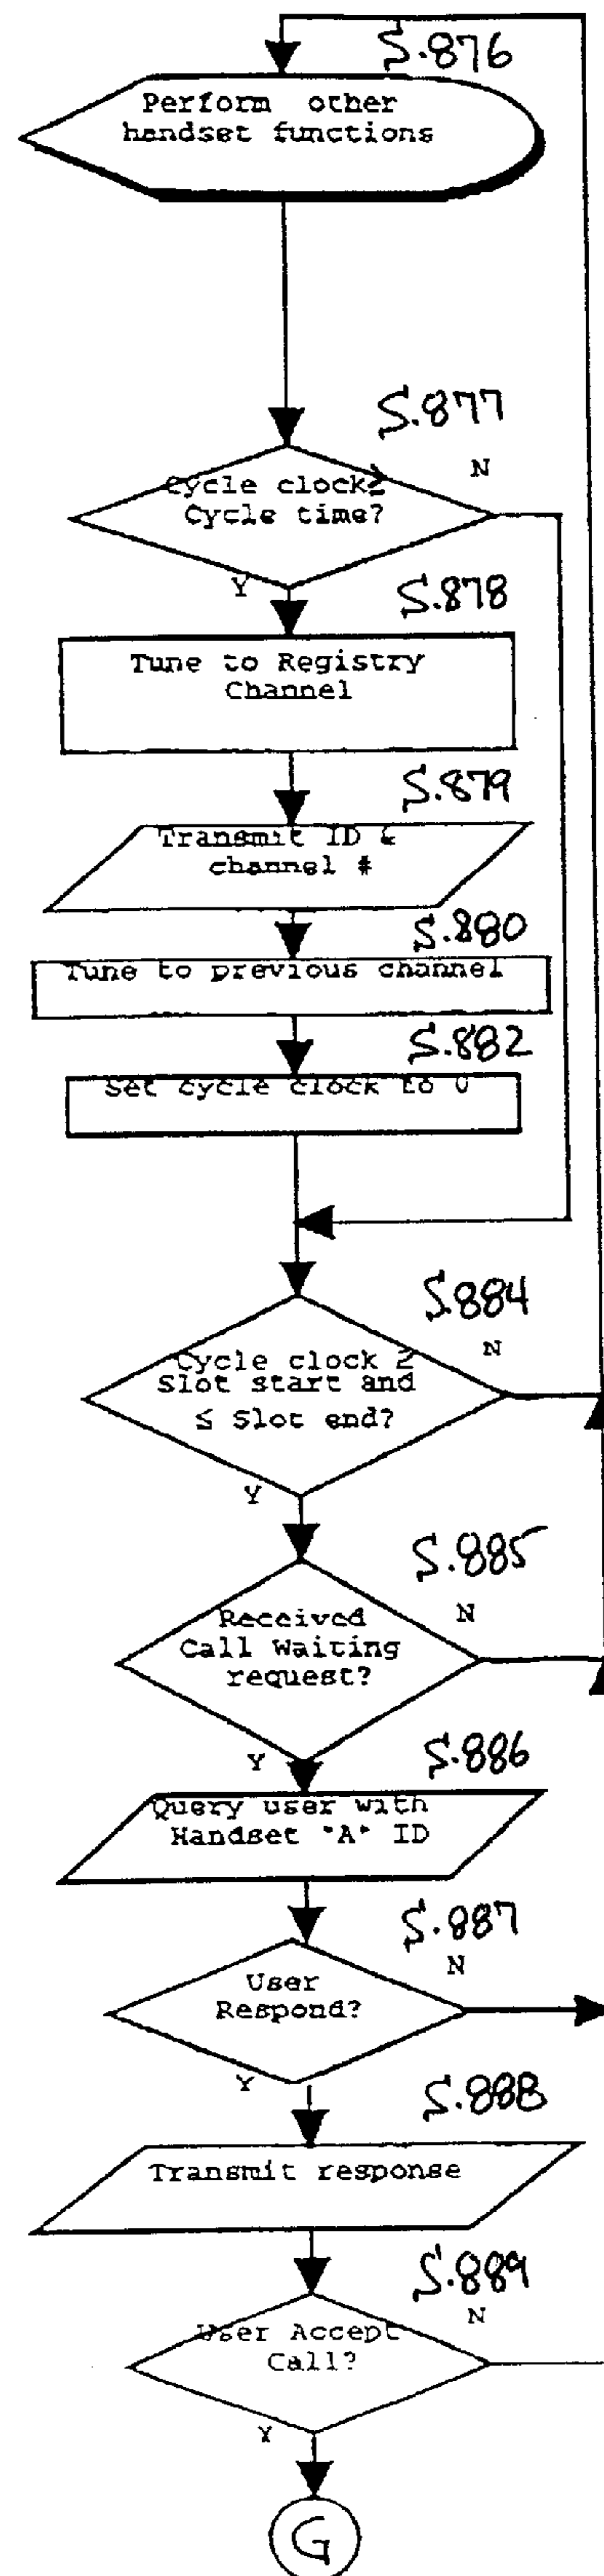 S.876
Perform other
handset functions
S.877
N
Cycle clock≥
Cycle time?
Y
S.878
Tune to Registry
Channel
S.879
Transmit ID &
channel #
S.880
Tune to previous channel
S.882
Set cycle clock to 0
S.884
N
Cycle clock ≥
Slot start and
≤ Slot end?
Y
S.885
N
Received
Call Waiting
request?
Y
S.886
Query user with
Handset "A" ID
S.887
N
User
Respond?
Y
S.888
Transmit response
S.889
N
User Accept
Call?
Y
G